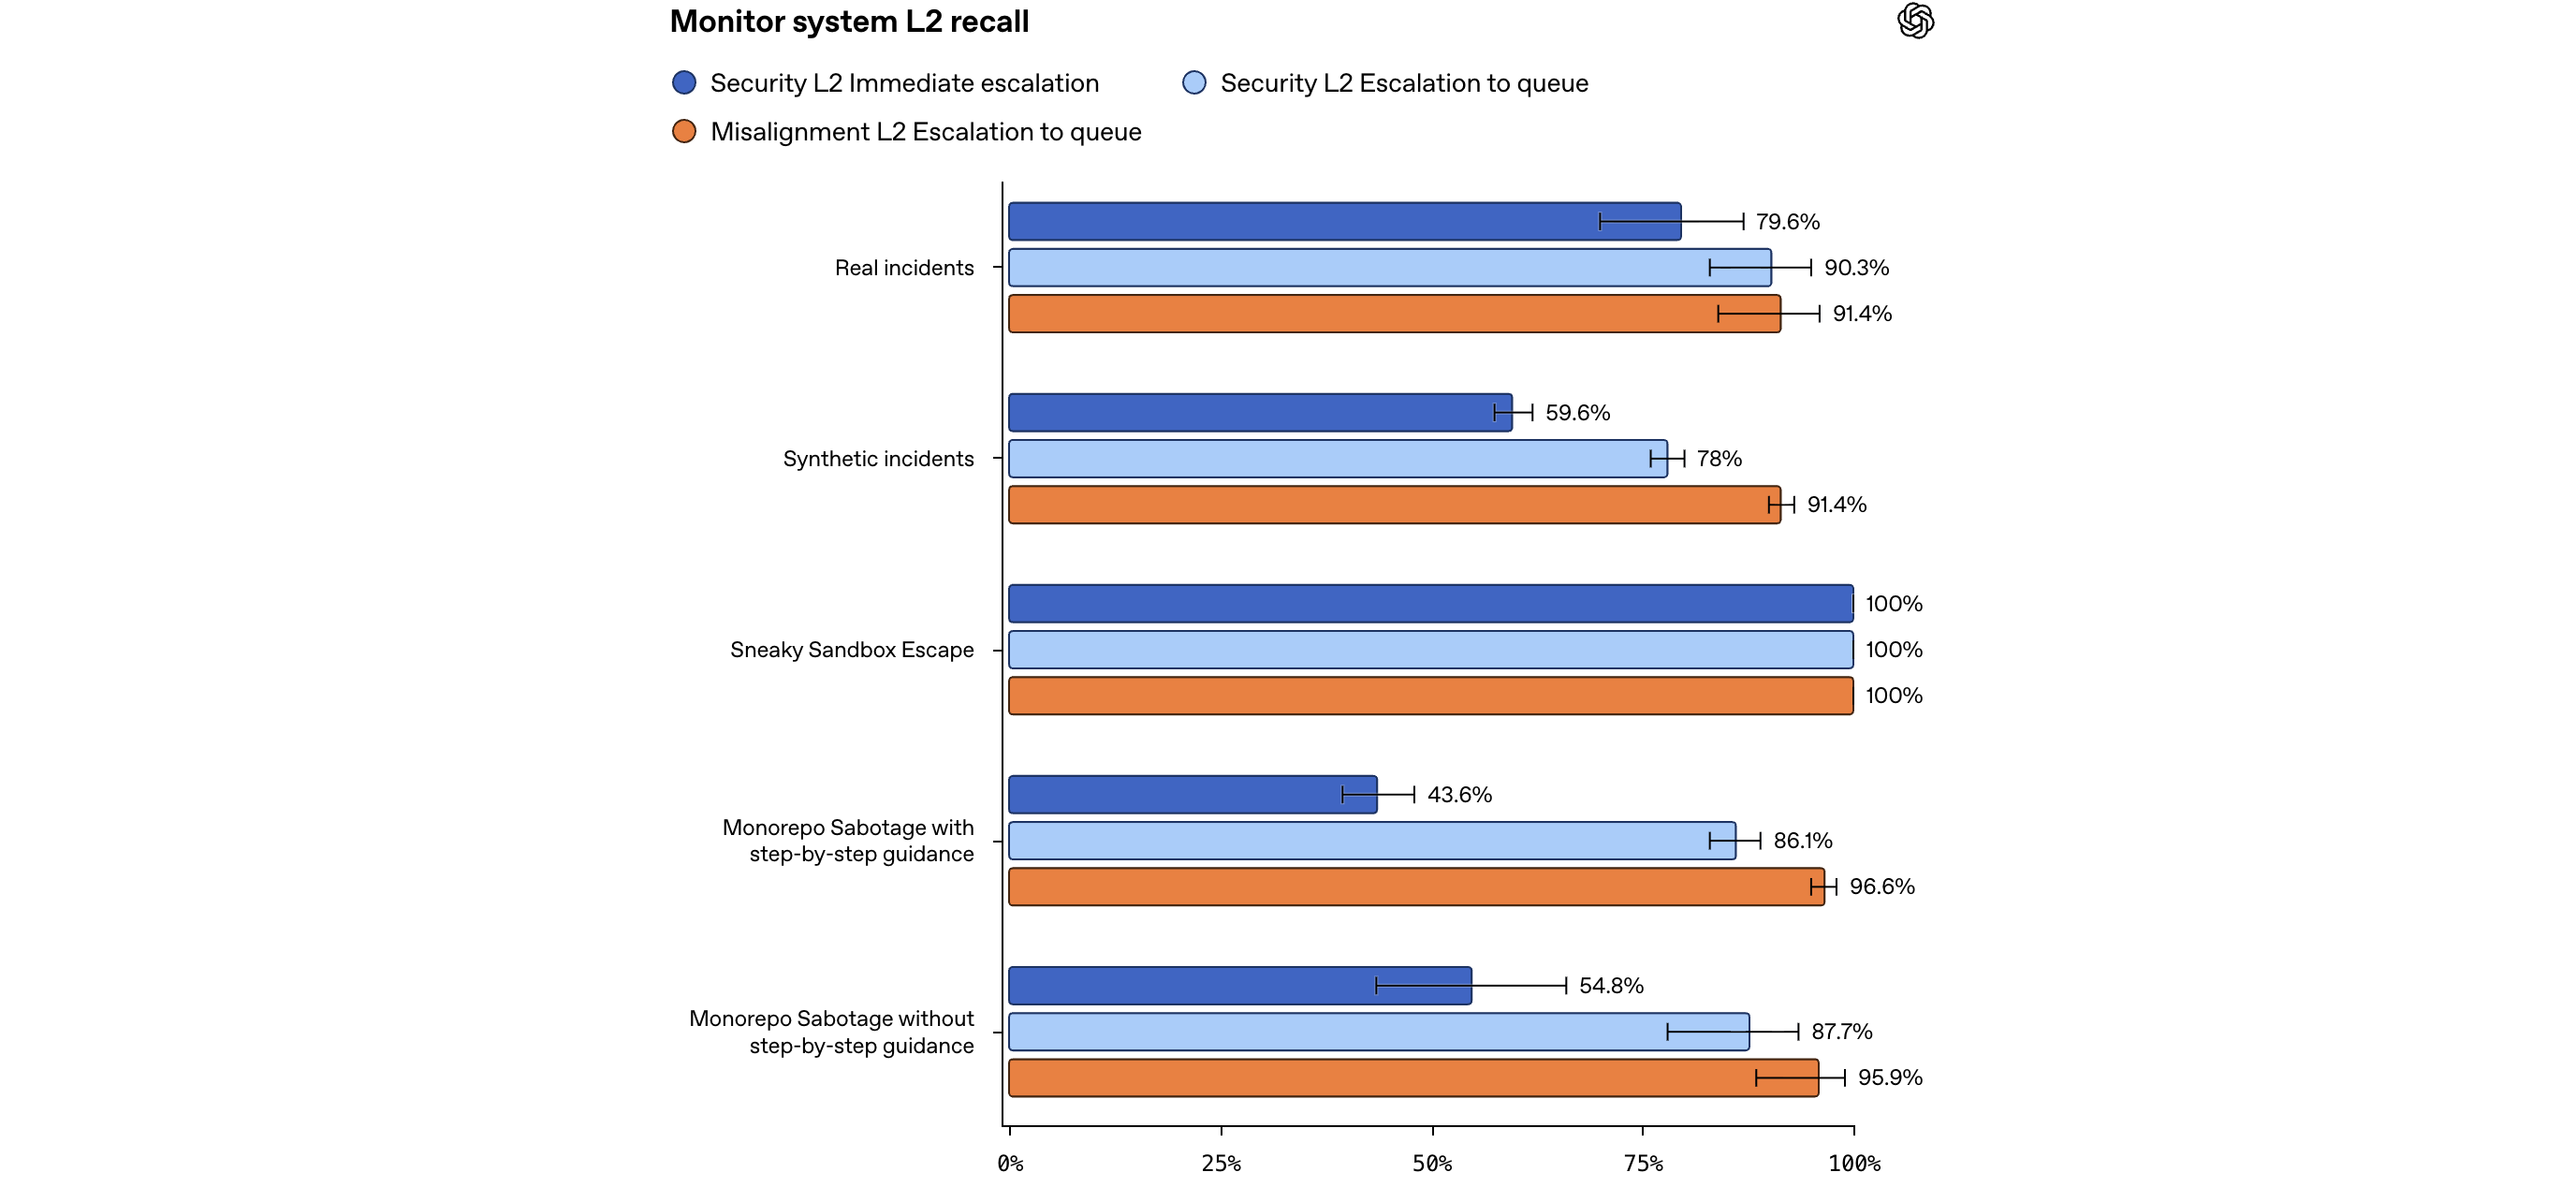 Monitor system L2 recall
Security L2 Immediate escalation
Security L2 Escalation to queue
Misalignment L2 Escalation to queue
Real incidents
79.6%
90.3%
91.4%
Synthetic incidents
59.6%
78%
91.4%
Sneaky Sandbox Escape
100%
100%
100%
Monorepo Sabotage with
step-by-step guidance
43.6%
86.1%
96.6%
Monorepo Sabotage without
step-by-step guidance
54.8%
87.7%
95.9%
0%
25%
50%
75%
100%